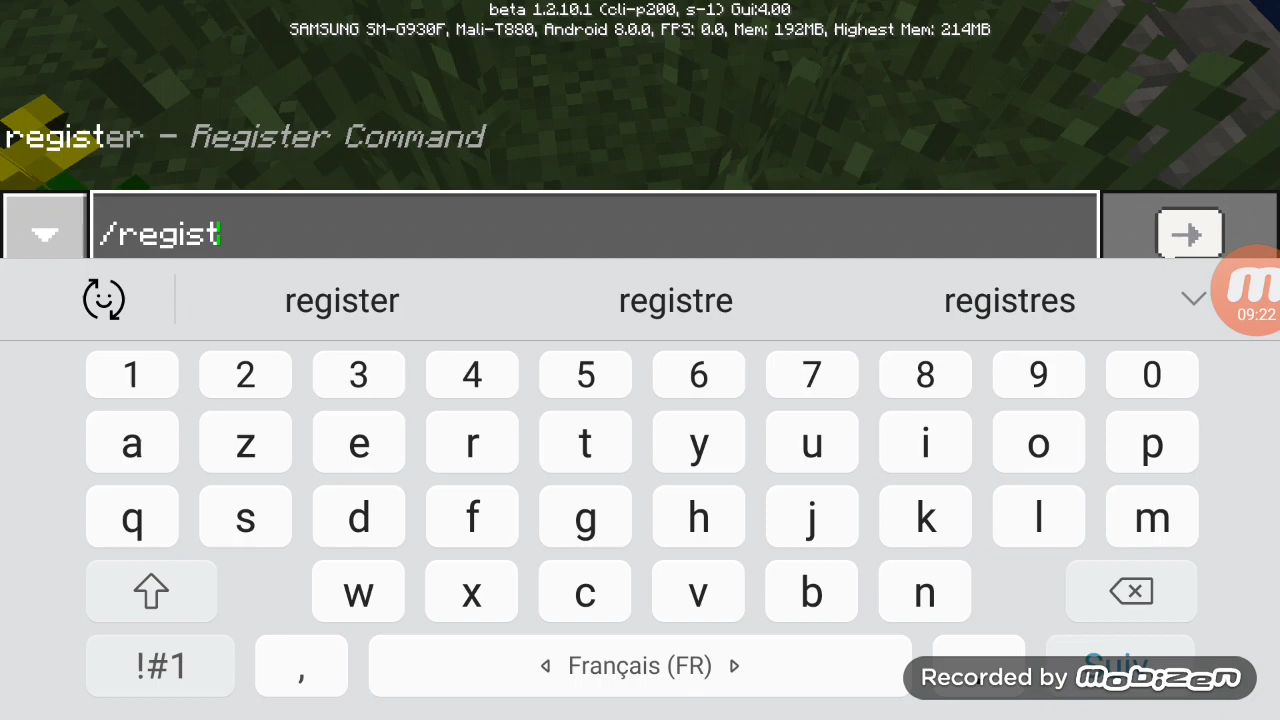 beta 1.2.10.1 (cli-p200, s-1) Gui:4.00
SAMSUNG SM-G930F, Mali-T880, Android 8.0.0, FPS: 0.0, Mem: 192MB, Highest Mem: 214MB
register - Register Command
/regist
09:22
register registre registres
1 2 3 4 5 6 7 8 9 0
a z e r t y u i o p
q s d f g h j k l m
w x c v b n
!#1 , Français (FR) Suiv.
Recorded by mobizen